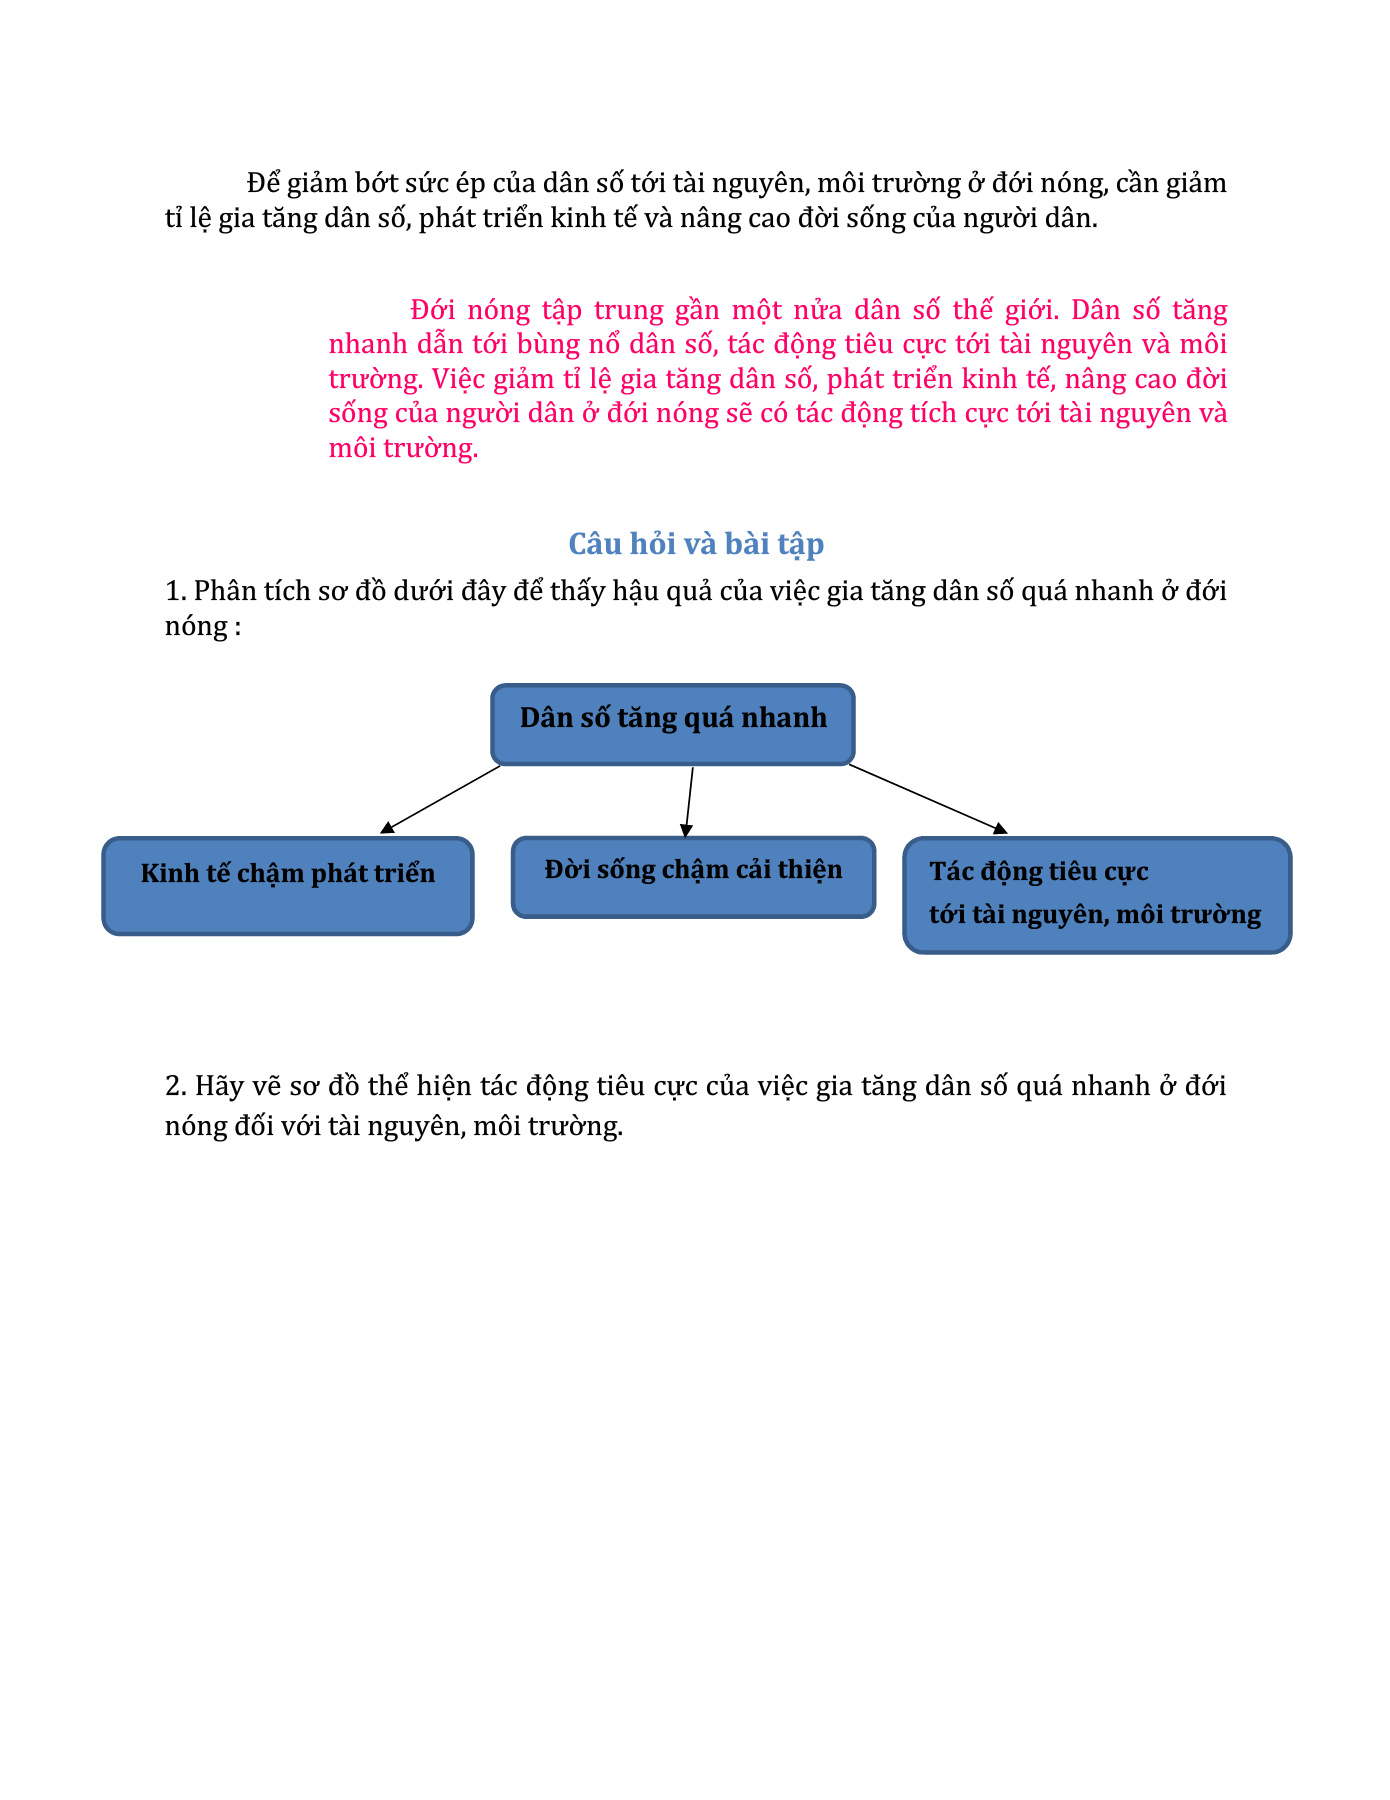 Để giảm bớt sức ép của dân số tới tài nguyên, môi trường ở đới nóng, cần giảm
tỉ lệ gia tăng dân số, phát triển kinh tế và nâng cao đời sống của người dân.
Đới nóng tập trung gần một nửa dân số thế giới. Dân số tăng
nhanh dẫn tới bùng nổ dân số, tác động tiêu cực tới tài nguyên và môi
trường. Việc giảm tỉ lệ gia tăng dân số, phát triển kinh tế, nâng cao đời
sống của người dân ở đới nóng sẽ có tác động tích cực tới tài nguyên và
môi trường.
Câu hỏi và bài tập
1. Phân tích sơ đồ dưới đây để thấy hậu quả của việc gia tăng dân số quá nhanh ở đới
nóng :
Dân số tăng quá nhanh
Kinh tế chậm phát triển
Đời sống chậm cải thiện
Tác động tiêu cực
tới tài nguyên, môi trường
2. Hãy vẽ sơ đồ thể hiện tác động tiêu cực của việc gia tăng dân số quá nhanh ở đới
nóng đối với tài nguyên, môi trường.